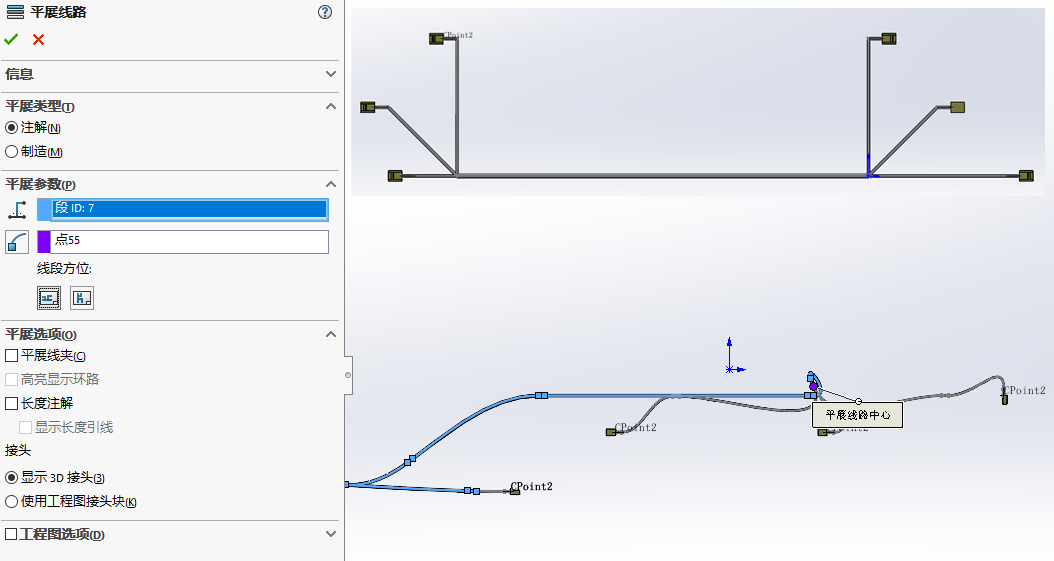 平展线路
信息
平展类型(T)
注解(N)
制造(M)
平展参数(P)
段 ID: 7
点55
线段方位:
平展选项(O)
平展线夹(C)
高亮显示环路
长度注解
显示长度引线
接头
显示 3D 接头(3)
使用工程图接头块(K)
工程图选项(D)
CPoint2
CPoint2
CPoint2
平展线路中心
CPoint2